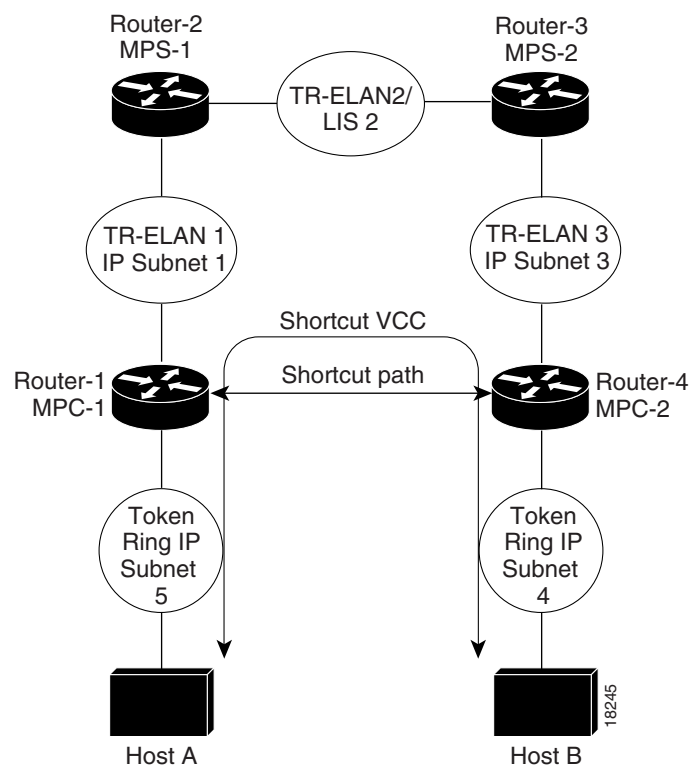 Router-2
MPS-1
Router-3
MPS-2
TR-ELAN2/
LIS 2
TR-ELAN 1
IP Subnet 1
TR-ELAN 3
IP Subnet 3
Shortcut VCC
Router-1
MPC-1
Shortcut path
Router-4
MPC-2
Token
Ring IP
Subnet
5
Token
Ring IP
Subnet
4
Host A
Host B
18245